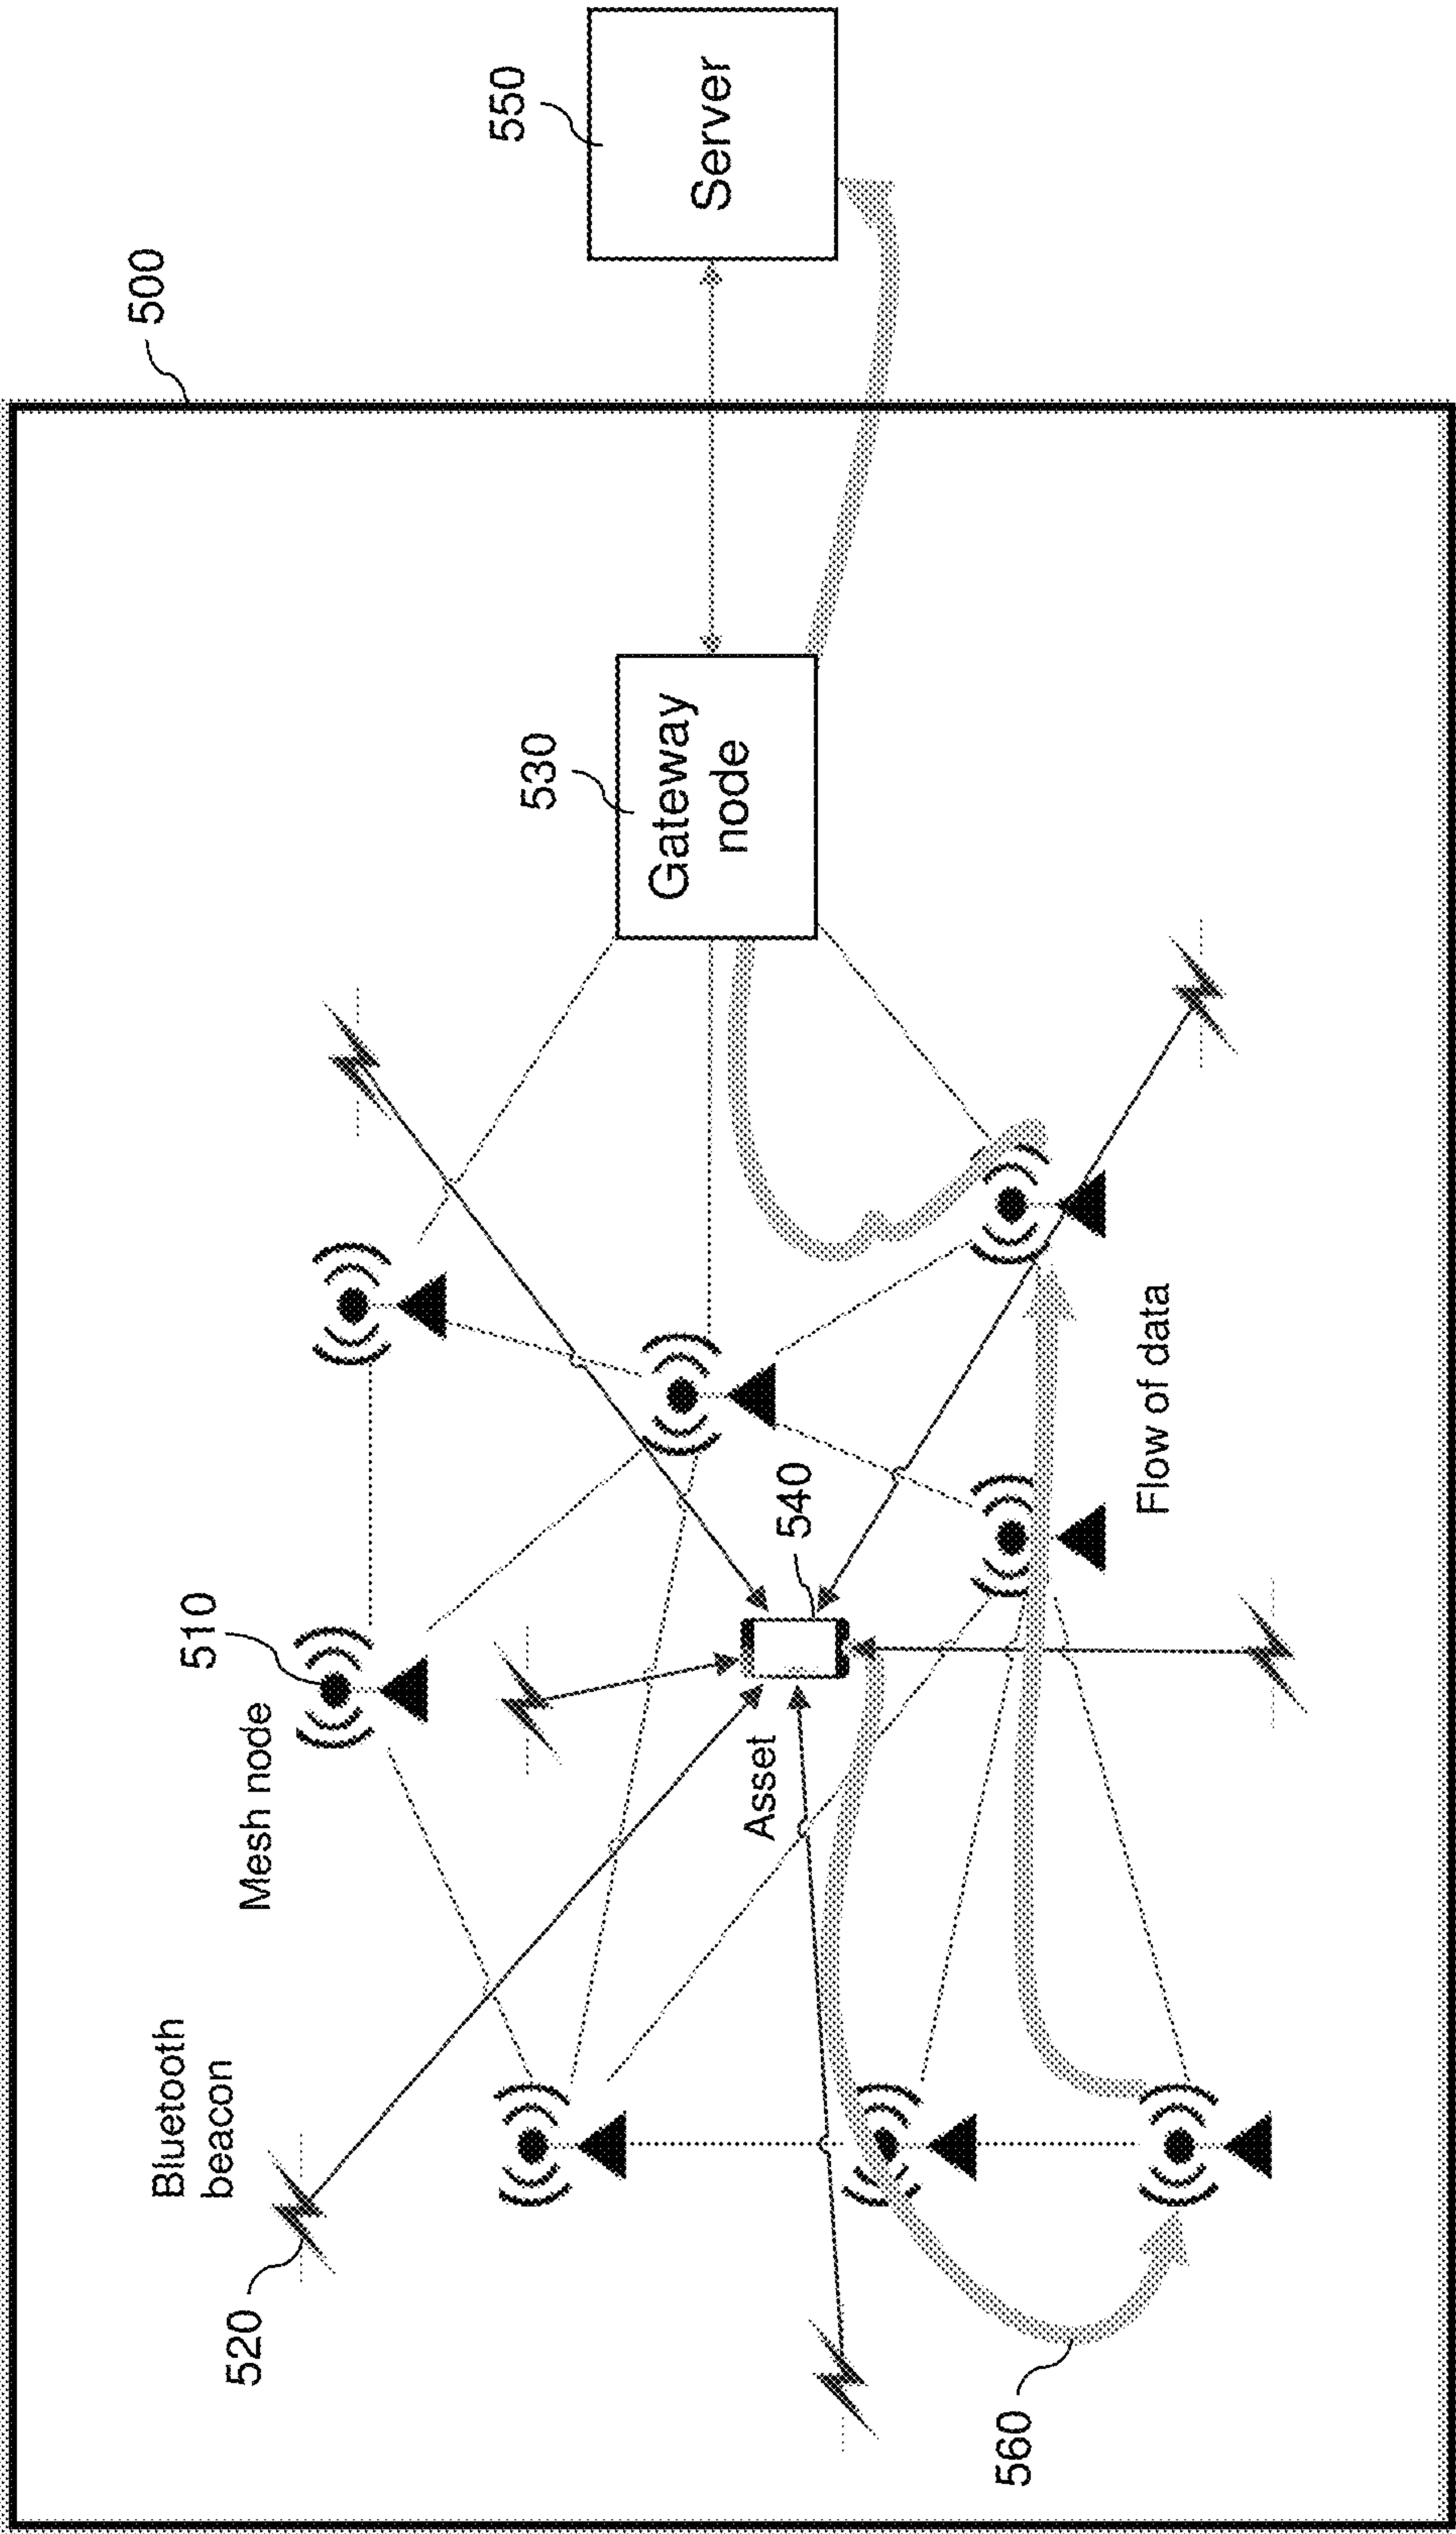 500
550
Server
530
Gateway
node
510
Mesh node
Bluetooth
beacon
520
540
Asset
Flow of data
560